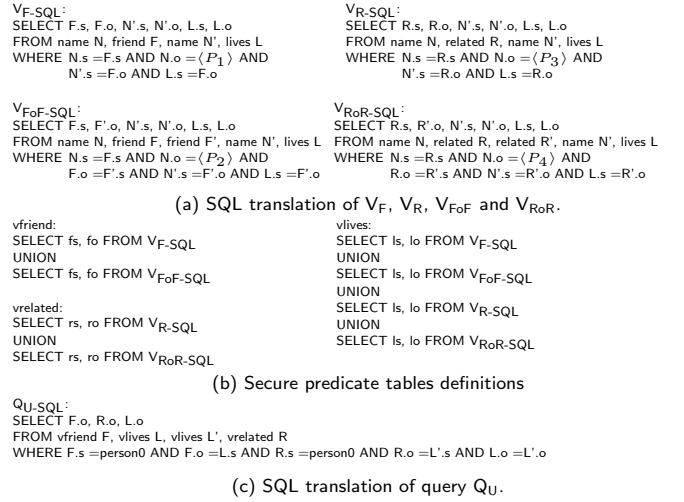 V_F-SQL:
SELECT F.s, F.o, N'.s, N'.o, L.s, L.o
FROM name N, friend F, name N', lives L
WHERE N.s =F.s AND N.o =⟨P_1⟩ AND
N'.s =F.o AND L.s =F.o
V_R-SQL:
SELECT R.s, R.o, N'.s, N'.o, L.s, L.o
FROM name N, related R, name N', lives L
WHERE N.s =R.s AND N.o =⟨P_3⟩ AND
N'.s =R.o AND L.s =R.o
V_FoF-SQL:
SELECT F.s, F'.o, N'.s, N'.o, L.s, L.o
FROM name N, friend F, friend F', name N', lives L
WHERE N.s =F.s AND N.o =⟨P_2⟩ AND
F.o =F'.s AND N'.s =F'.o AND L.s =F'.o
V_RoR-SQL:
SELECT R.s, R'.o, N'.s, N'.o, L.s, L.o
FROM name N, related R, related R', name N', lives L
WHERE N.s =R.s AND N.o =⟨P_4⟩ AND
R.o =R'.s AND N'.s =R'.o AND L.s =R'.o
(a) SQL translation of V_F, V_R, V_FoF and V_RoR.
vfriend:
SELECT fs, fo FROM V_F-SQL
UNION
SELECT fs, fo FROM V_FoF-SQL
vrelated:
SELECT rs, ro FROM V_R-SQL
UNION
SELECT rs, ro FROM V_RoR-SQL
vlives:
SELECT ls, lo FROM V_F-SQL
UNION
SELECT ls, lo FROM V_FoF-SQL
UNION
SELECT ls, lo FROM V_R-SQL
UNION
SELECT ls, lo FROM V_RoR-SQL
(b) Secure predicate tables definitions
Q_U-SQL:
SELECT F.o, R.o, L.o
FROM vfriend F, vlives L, vlives L', vrelated R
WHERE F.s =person0 AND F.o =L.s AND R.s =person0 AND R.o =L'.s AND L.o =L'.o
(c) SQL translation of query Q_U.